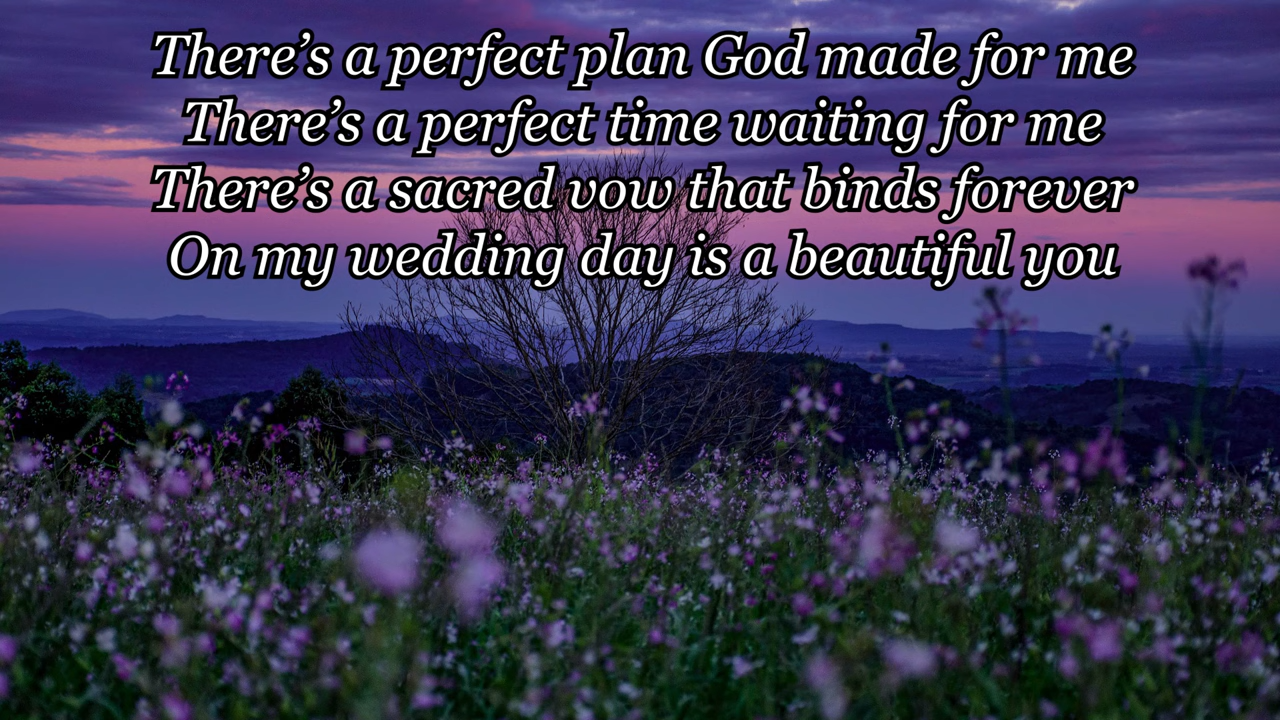 There’s a perfect plan God made for me
There’s a perfect time waiting for me
There’s a sacred vow that binds forever
On my wedding day is a beautiful you